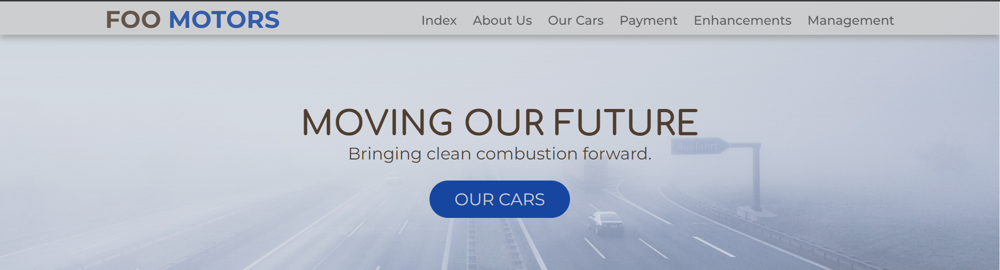 FOO MOTORS
Index About Us Our Cars Payment Enhancements Management
MOVING OUR FUTURE
Bringing clean combustion forward.
Ausfahrt
OUR CARS